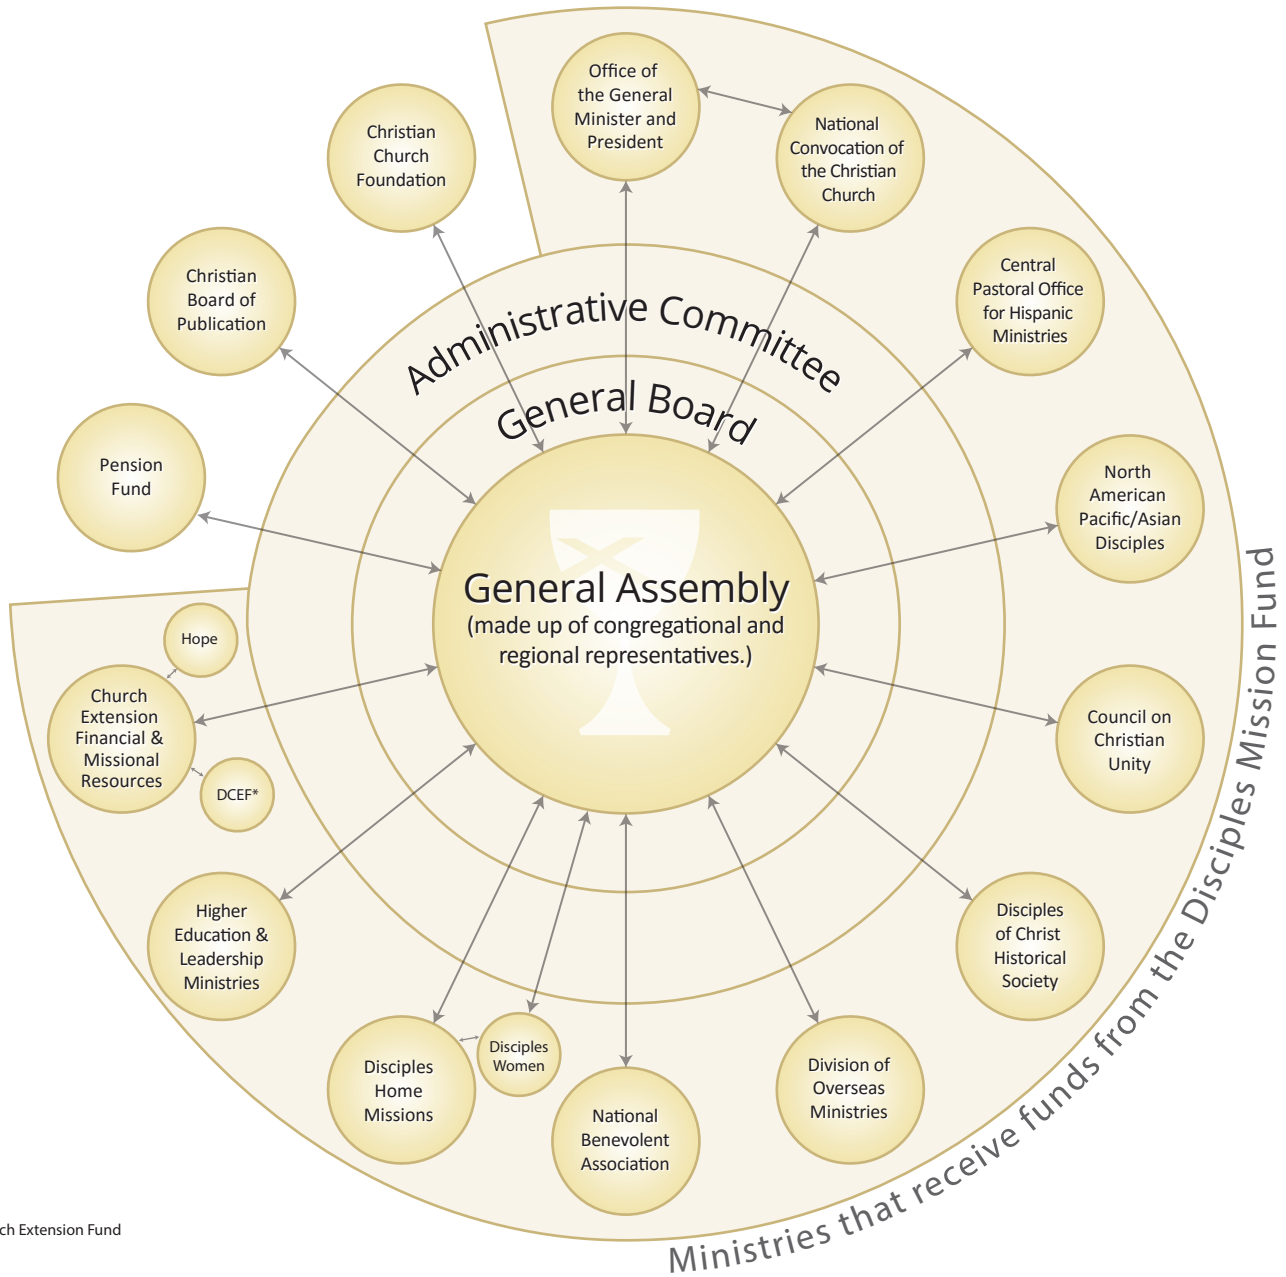 Office of
the General
Minister and
President
National
Convocation of
the Christian
Church
Christian
Church
Foundation
Central
Pastoral Office
for Hispanic
Ministries
Christian
Board of
Publication
Administrative Committee
General Board
Pension
Fund
North
American
Pacific/Asian
Disciples
General Assembly
(made up of congregational and
regional representatives.)
Hope
Church
Extension
Financial &
Missional
Resources
DCEF*
Council on
Christian
Unity
Higher
Education &
Leadership
Ministries
Disciples
of Christ
Historical
Society
Disciples
Home
Missions
Disciples
Women
National
Benevolent
Association
Division of
Overseas
Ministries
Ministries that receive funds from the Disciples Mission Fund
Extension Fund